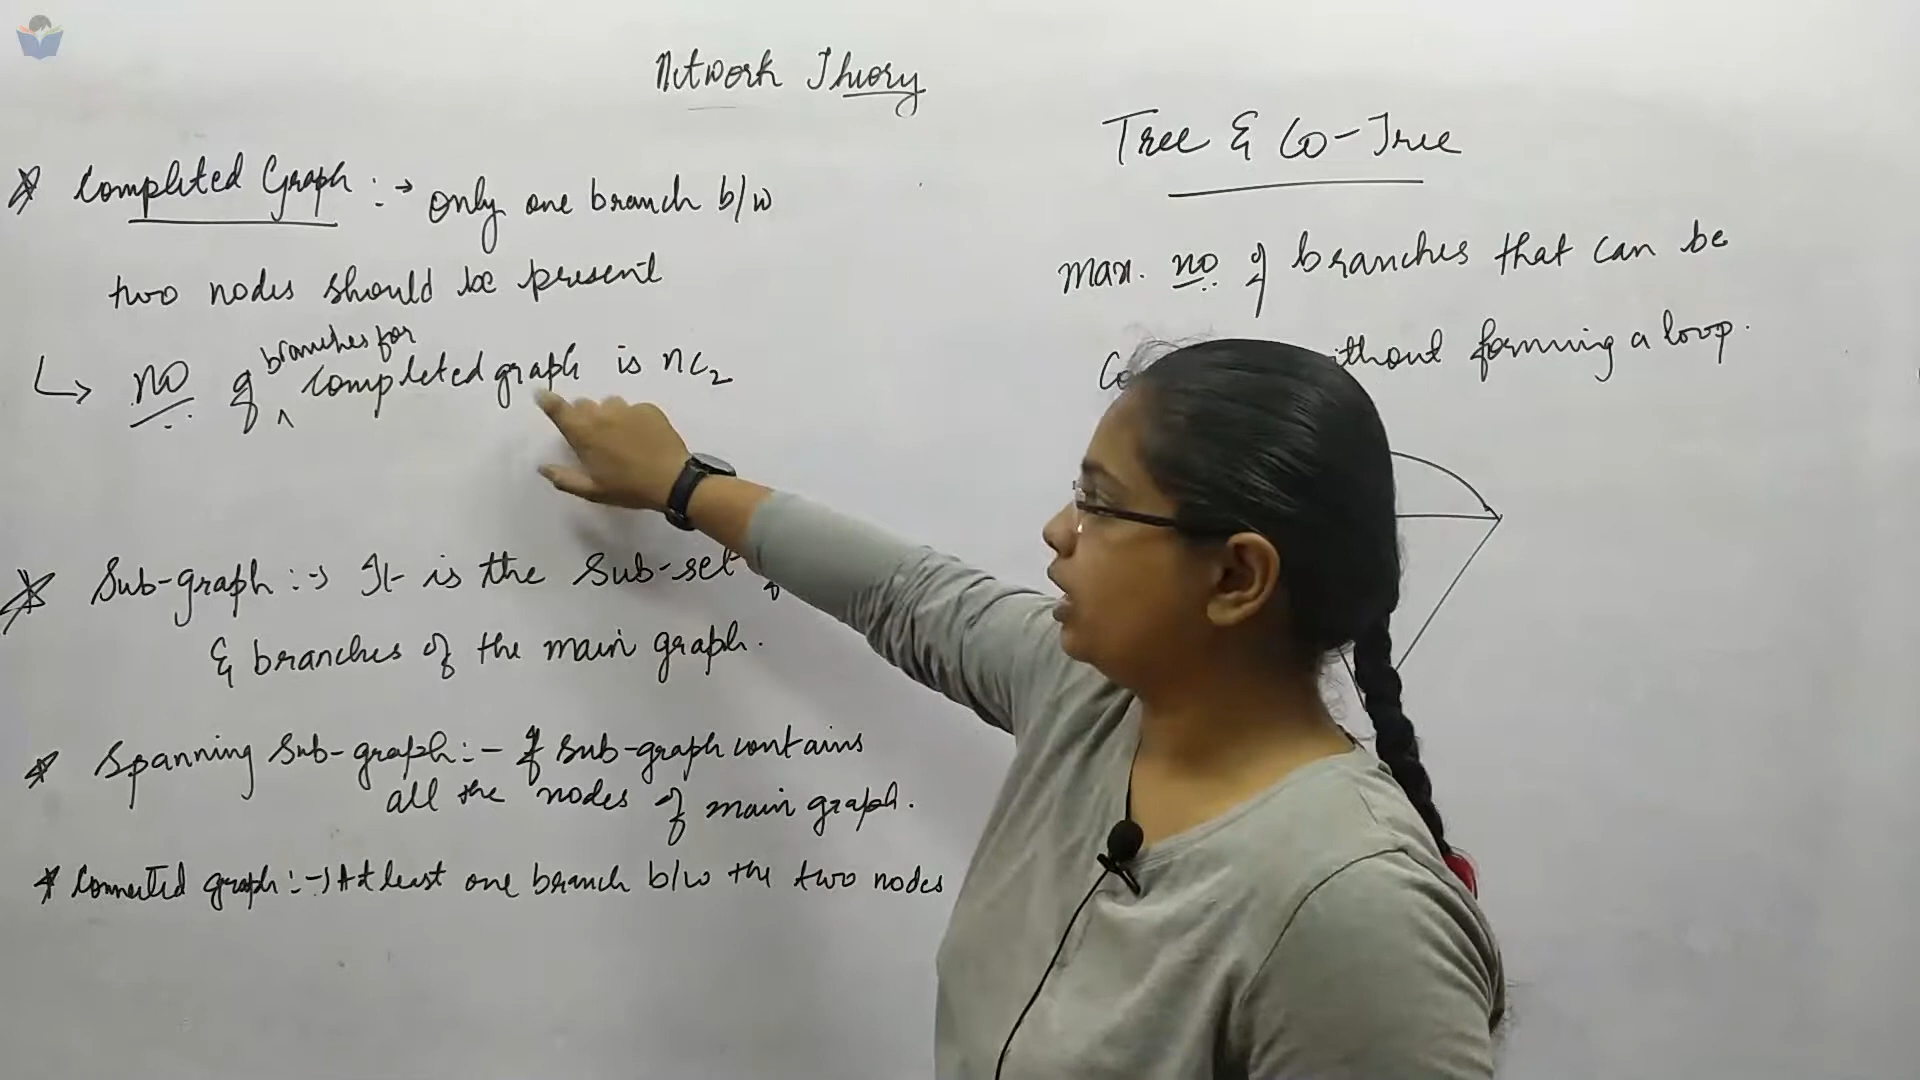 Network Theory
* Completed Graph :→ Only one branch b/w
two nodes should be present
↳ no of ^ branches for completed graph is nC₂
* Sub-graph :→ It is the Sub-set
& branches of the main graph.
* Spanning Sub-graph :- If sub-graph contains
all the nodes of main graph.
* Connected graph :→ At least one branch b/w the two nodes
Tree & Co-Tree
max. no of branches that can be
forming a loop.